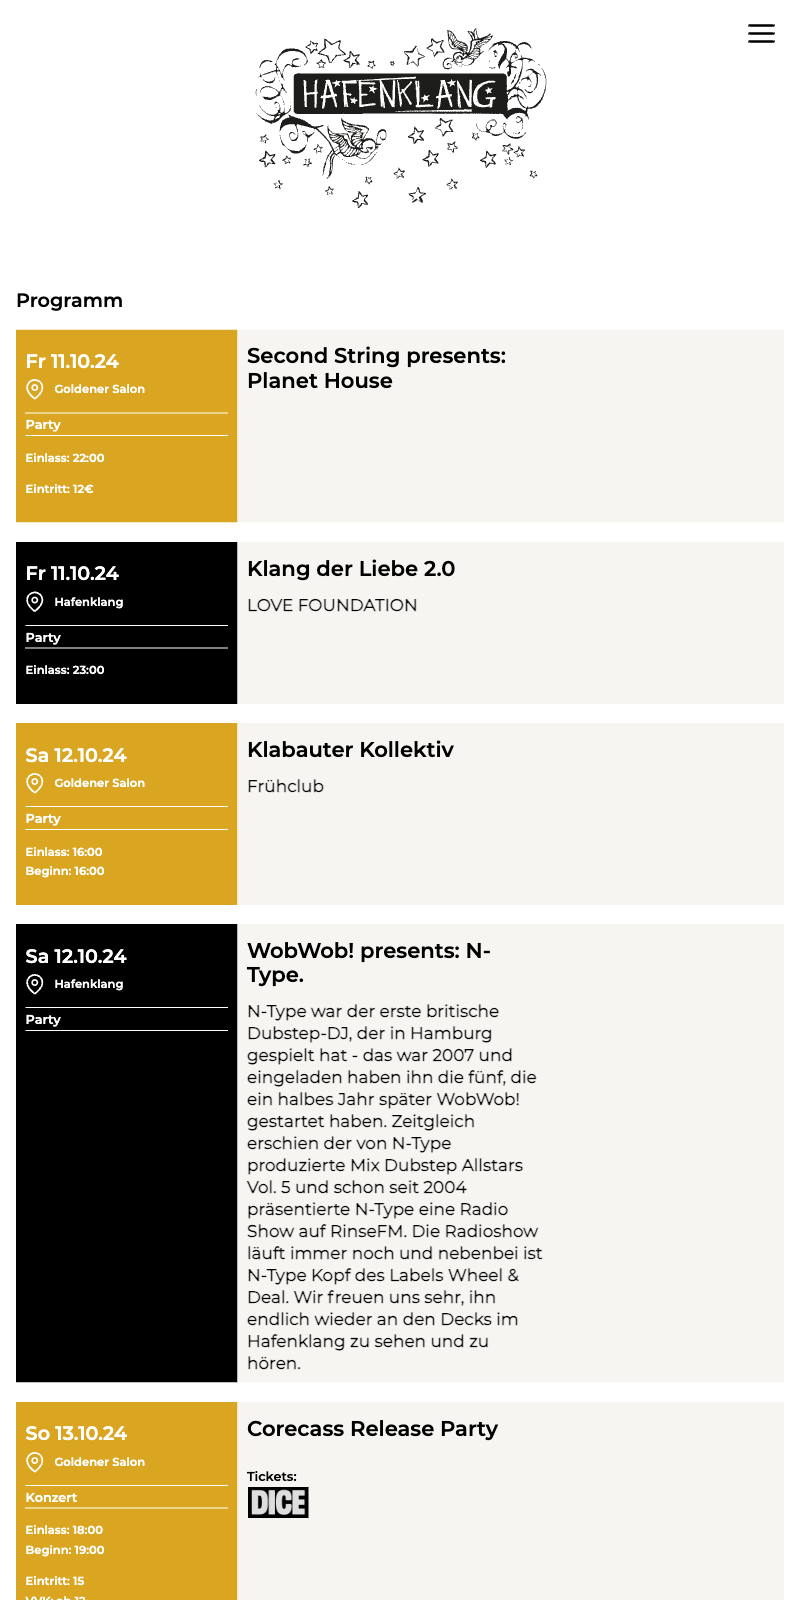 HAFENKLANG
Programm
Fr 11.10.24
Goldener Salon
Party
Einlass: 22:00
Eintritt: 12€
Second String presents:
Planet House
Fr 11.10.24
Hafenklang
Party
Einlass: 23:00
Klang der Liebe 2.0
LOVE FOUNDATION
Sa 12.10.24
Goldener Salon
Party
Einlass: 16:00
Beginn: 16:00
Klabauter Kollektiv
Frühclub
Sa 12.10.24
Hafenklang
Party
WobWob! presents: N-
Type.
N-Type war der erste britische
Dubstep-DJ, der in Hamburg
gespielt hat - das war 2007 und
eingeladen haben ihn die fünf, die
ein halbes Jahr später WobWob!
gestartet haben. Zeitgleich
erschien der von N-Type
produzierte Mix Dubstep Allstars
Vol. 5 und schon seit 2004
präsentierte N-Type eine Radio
Show auf RinseFM. Die Radioshow
läuft immer noch und nebenbei ist
N-Type Kopf des Labels Wheel &
Deal. Wir freuen uns sehr, ihn
endlich wieder an den Decks im
Hafenklang zu sehen und zu
hören.
So 13.10.24
Goldener Salon
Konzert
Einlass: 18:00
Beginn: 19:00
Eintritt: 15
Corecass Release Party
Tickets:
DICE